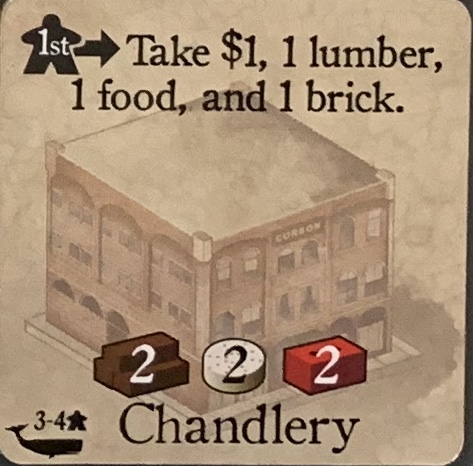 1st Take $1, 1 lumber,
1 food, and 1 brick.
CURSON
2 2 2
3-4
Chandlery